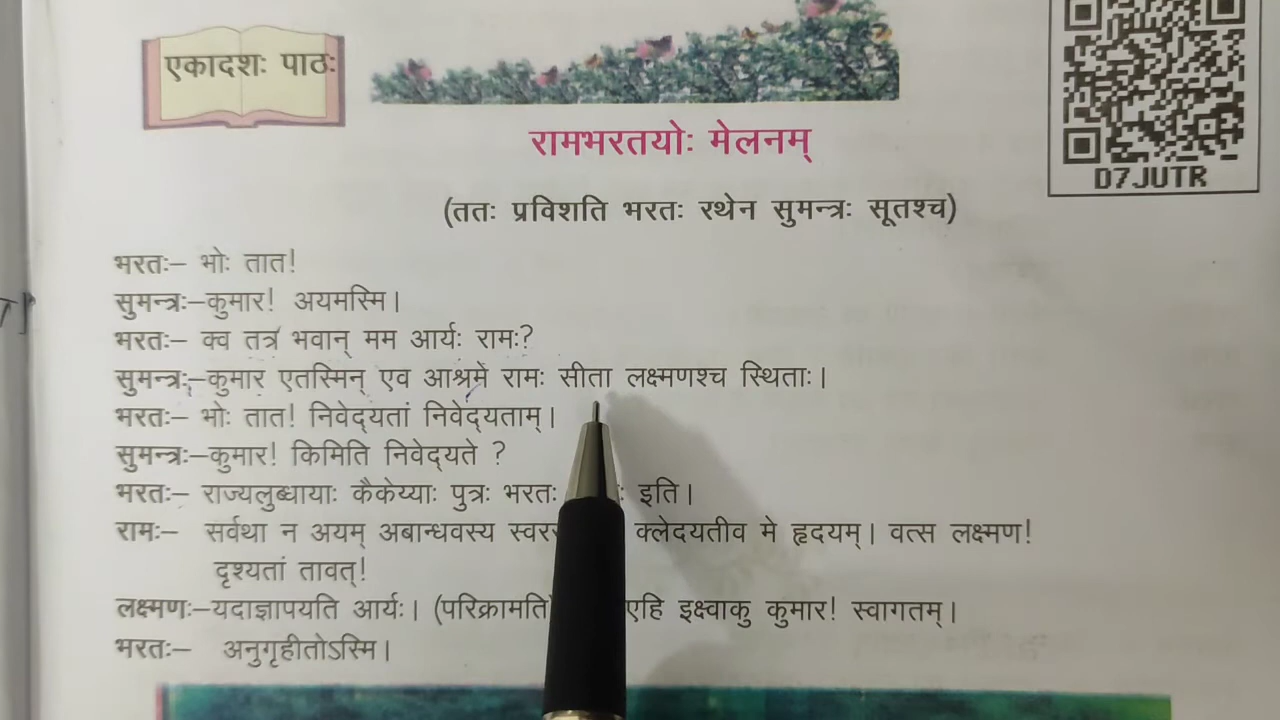 एकादशः पाठः
रामभरतयोः मेलनम्
D7JUTR
(ततः प्रविशति भरतः रथेन सुमन्त्रः सूतश्च)
भरतः– भोः तात!
सुमन्त्रः–कुमार! अयमस्मि।
भरतः– क्व तत्र भवान् मम आर्यः रामः?
सुमन्त्रः–कुमार एतस्मिन् एव आश्रमे रामः सीता लक्ष्मणश्च स्थिताः।
भरतः– भोः तात! निवेद्यतां निवेद्यताम्।
सुमन्त्रः–कुमार! किमिति निवेद्यते ?
भरतः– राज्यलुब्धायाः कैकेय्याः पुत्रः भरतः इति।
रामः– सर्वथा न अयम् अबान्धवस्य क्लेदयतीव मे हृदयम्। वत्स लक्ष्मण!
दृश्यतां तावत्!
लक्ष्मणः–यदाज्ञापयति आर्यः। (परिक्रामति) एहि इक्ष्वाकु कुमार! स्वागतम्।
भरतः– अनुगृहीतोऽस्मि।